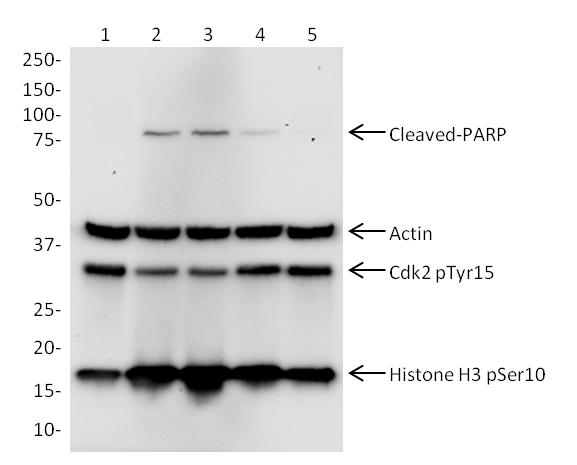 1 2 3 4 5
250-
150-
100-
75-
50-
37-
25-
20-
15-
10-
Cleaved-PARP
Actin
Cdk2 pTyr15
Histone H3 pSer10